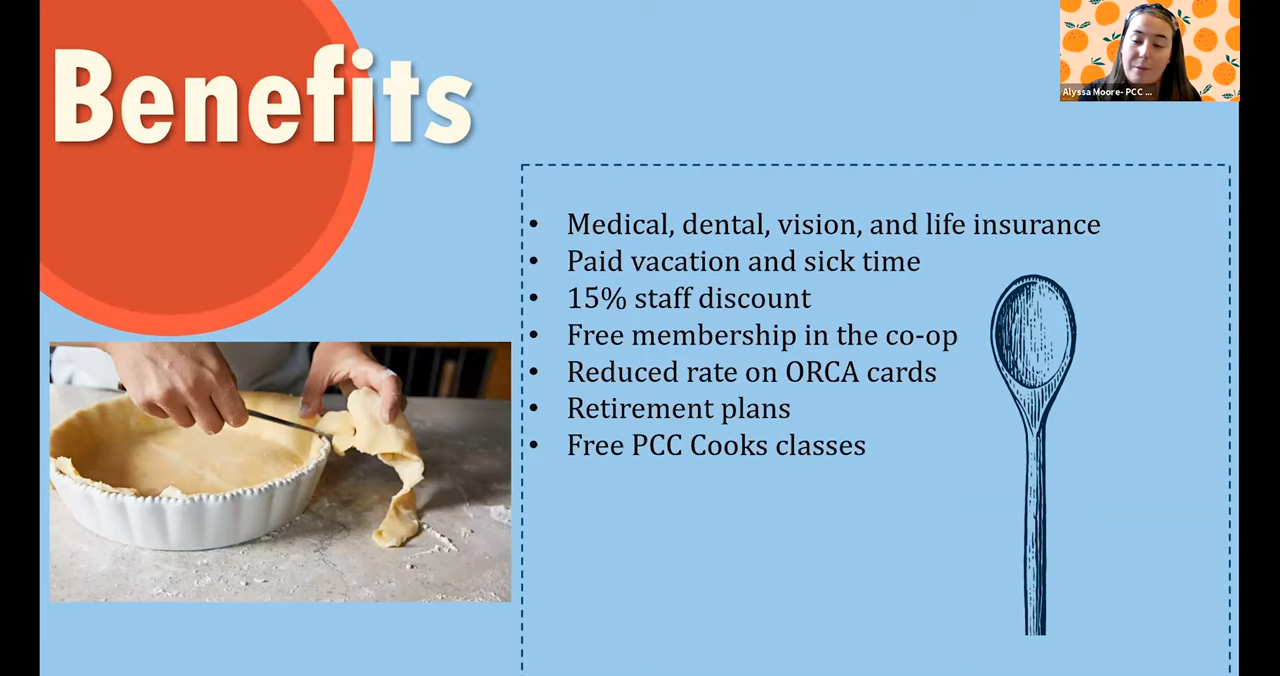 Benefits
Alyssa Moore- PCC ...
• Medical, dental, vision, and life insurance
• Paid vacation and sick time
• 15% staff discount
• Free membership in the co-op
• Reduced rate on ORCA cards
• Retirement plans
• Free PCC Cooks classes